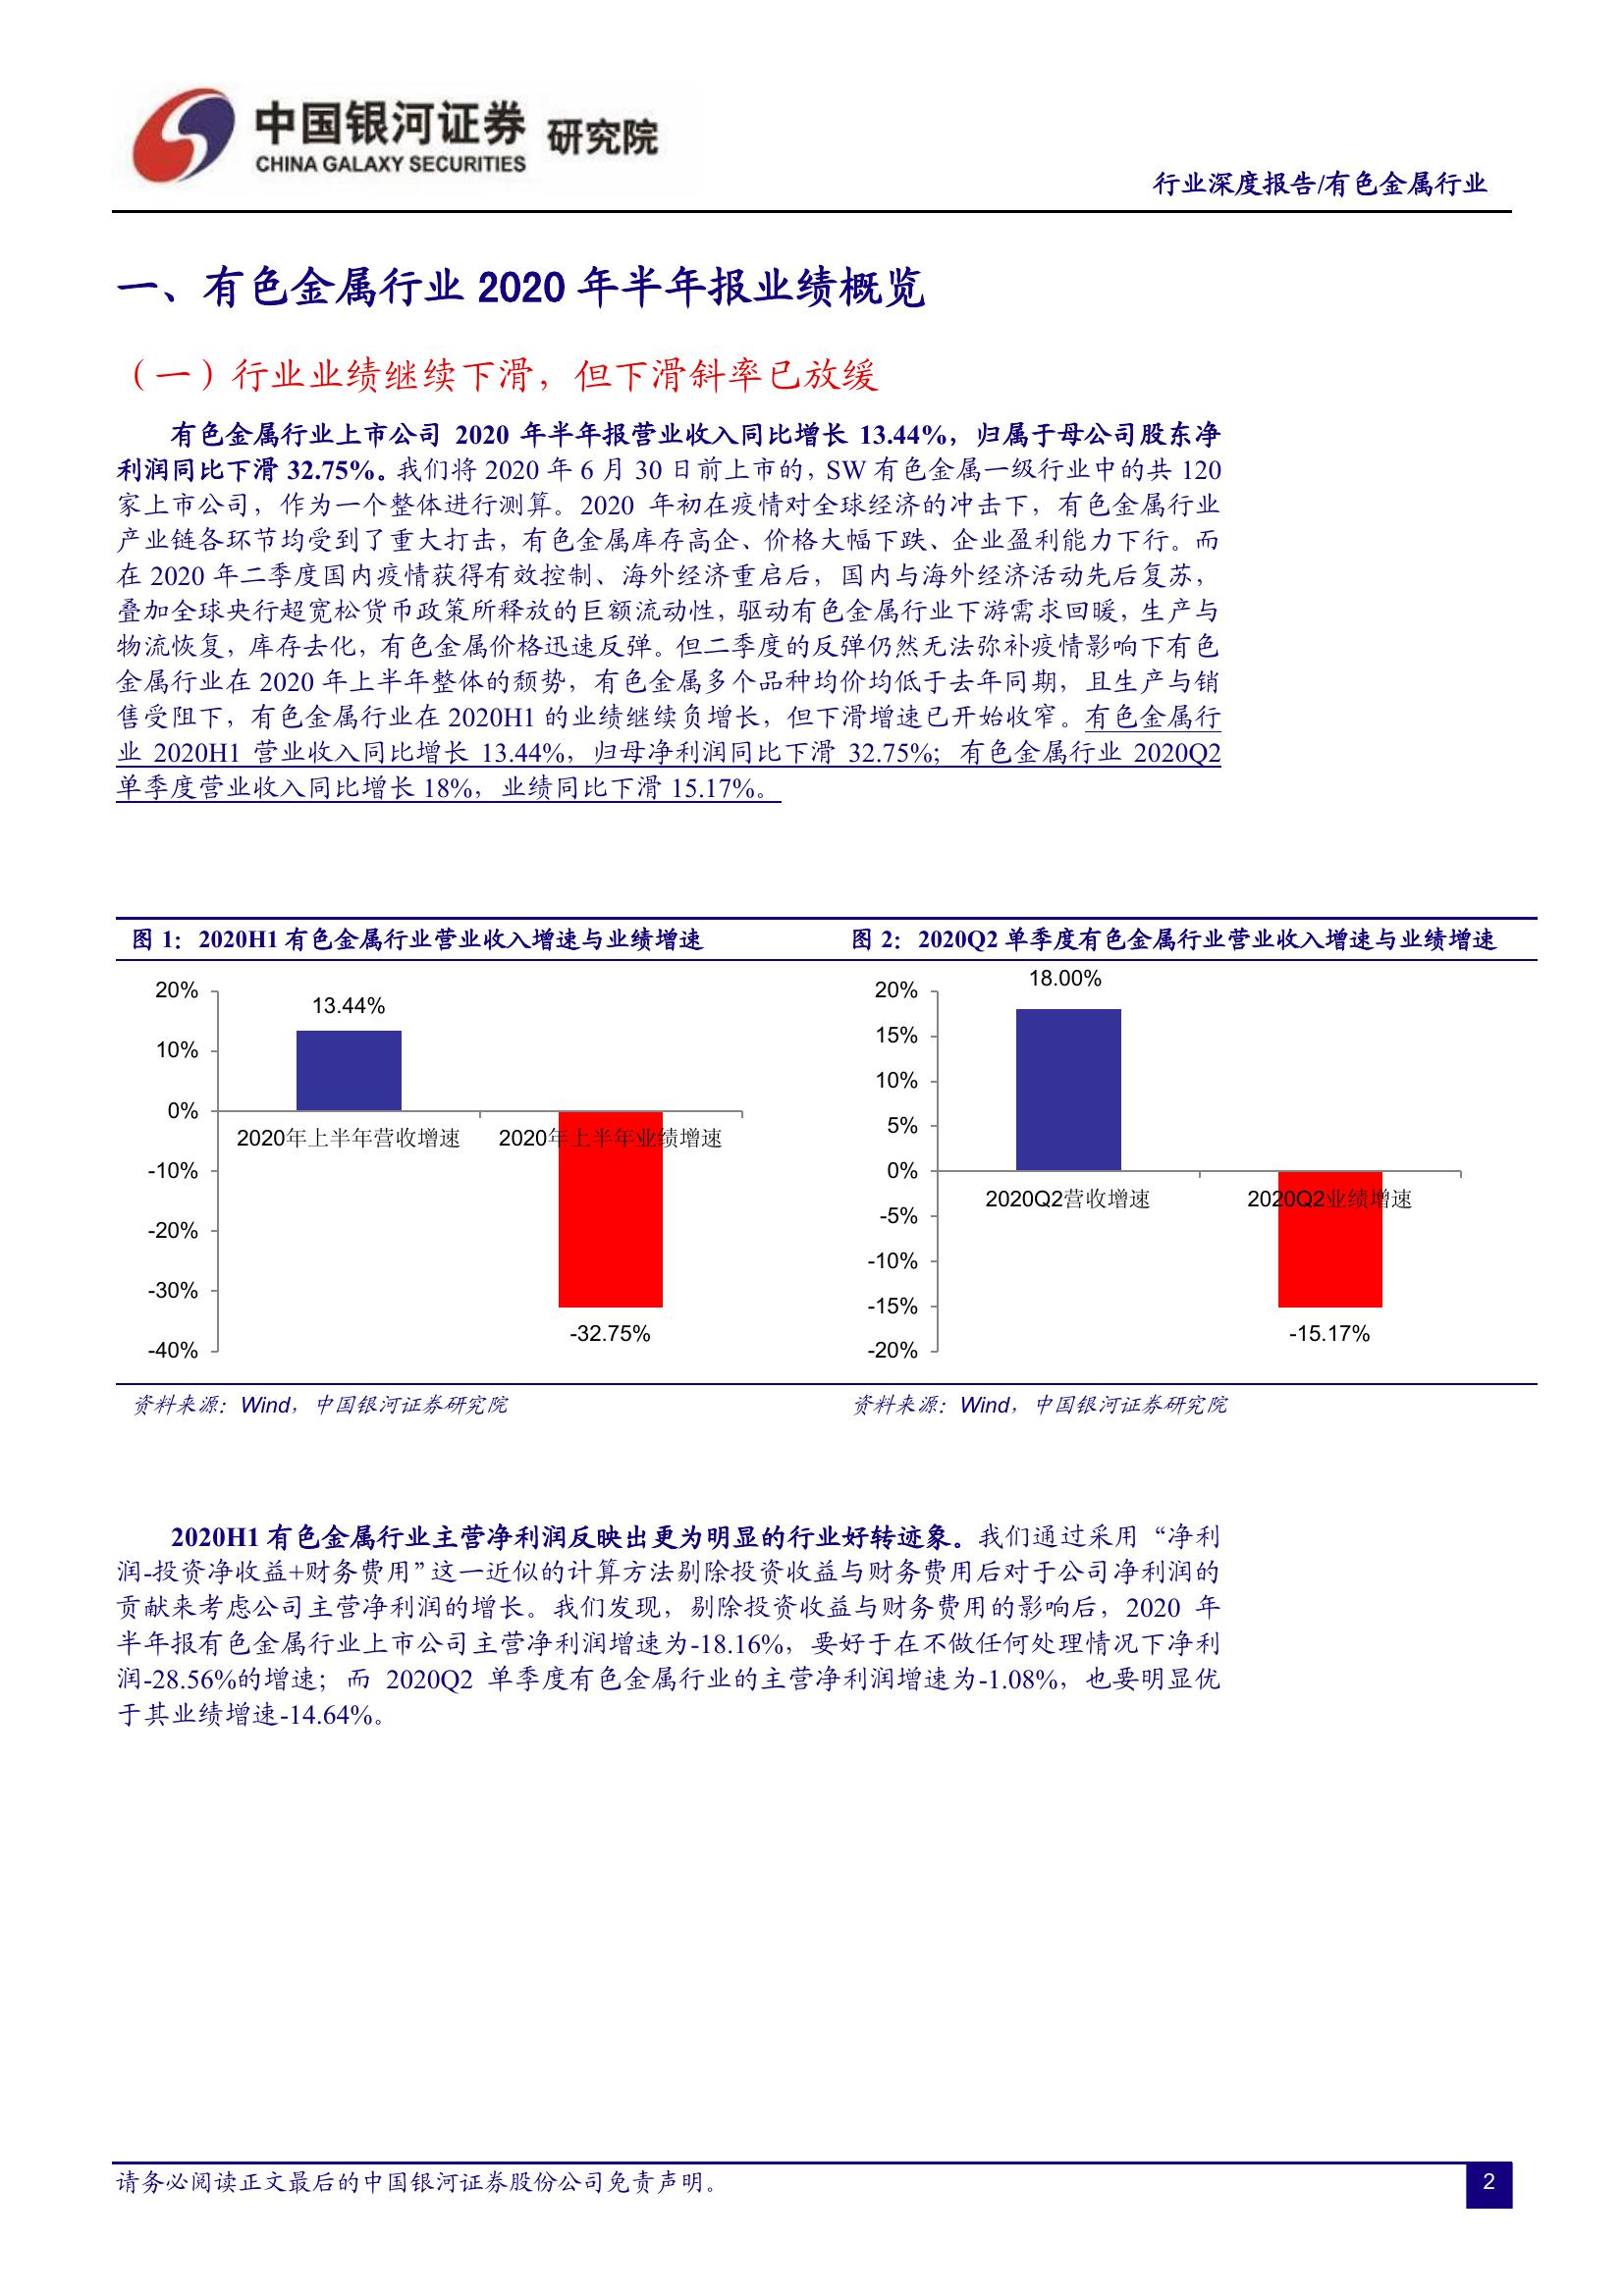 中国银河证券 研究院
CHINA GALAXY SECURITIES
行业深度报告/有色金属行业
一、有色金属行业 2020 年半年报业绩概览
（一）行业业绩继续下滑，但下滑斜率已放缓
有色金属行业上市公司 2020 年半年报营业收入同比增长 13.44%，归属于母公司股东净
利润同比下滑 32.75%。我们将 2020 年 6 月 30 日前上市的，SW 有色金属一级行业中的共 120
家上市公司，作为一个整体进行测算。2020 年初在疫情对全球经济的冲击下，有色金属行业
产业链各环节均受到了重大打击，有色金属库存高企、价格大幅下跌、企业盈利能力下行。而
在 2020 年二季度国内疫情获得有效控制、海外经济重启后，国内与海外经济活动先后复苏，
叠加全球央行超宽松货币政策所释放的巨额流动性，驱动有色金属行业下游需求回暖，生产与
物流恢复，库存去化，有色金属价格迅速反弹。但二季度的反弹仍然无法弥补疫情影响下有色
金属行业在 2020 年上半年整体的颓势，有色金属多个品种均价均低于去年同期，且生产与销
售受阻下，有色金属行业在 2020H1 的业绩继续负增长，但下滑增速已开始收窄。有色金属行
业 2020H1 营业收入同比增长 13.44%，归母净利润同比下滑 32.75%；有色金属行业 2020Q2
单季度营业收入同比增长 18%，业绩同比下滑 15.17%。
图 1：2020H1 有色金属行业营业收入增速与业绩增速
20%
10%
0%
-10%
-20%
-30%
-40%
13.44%
2020年上半年营收增速
2020年上半年业绩增速
-32.75%
资料来源：Wind，中国银河证券研究院
图 2：2020Q2 单季度有色金属行业营业收入增速与业绩增速
20%
15%
10%
5%
0%
-5%
-10%
-15%
-20%
18.00%
2020Q2营收增速
2020Q2业绩增速
-15.17%
资料来源：Wind，中国银河证券研究院
2020H1 有色金属行业主营净利润反映出更为明显的行业好转迹象。我们通过采用“净利
润-投资净收益+财务费用”这一近似的计算方法剔除投资收益与财务费用后对于公司净利润的
贡献来考虑公司主营净利润的增长。我们发现，剔除投资收益与财务费用的影响后，2020 年
半年报有色金属行业上市公司主营净利润增速为-18.16%，要好于在不做任何处理情况下净利
润-28.56%的增速；而 2020Q2 单季度有色金属行业的主营净利润增速为-1.08%，也要明显优
于其业绩增速-14.64%。
请务必阅读正文最后的中国银河证券股份公司免责声明。
2